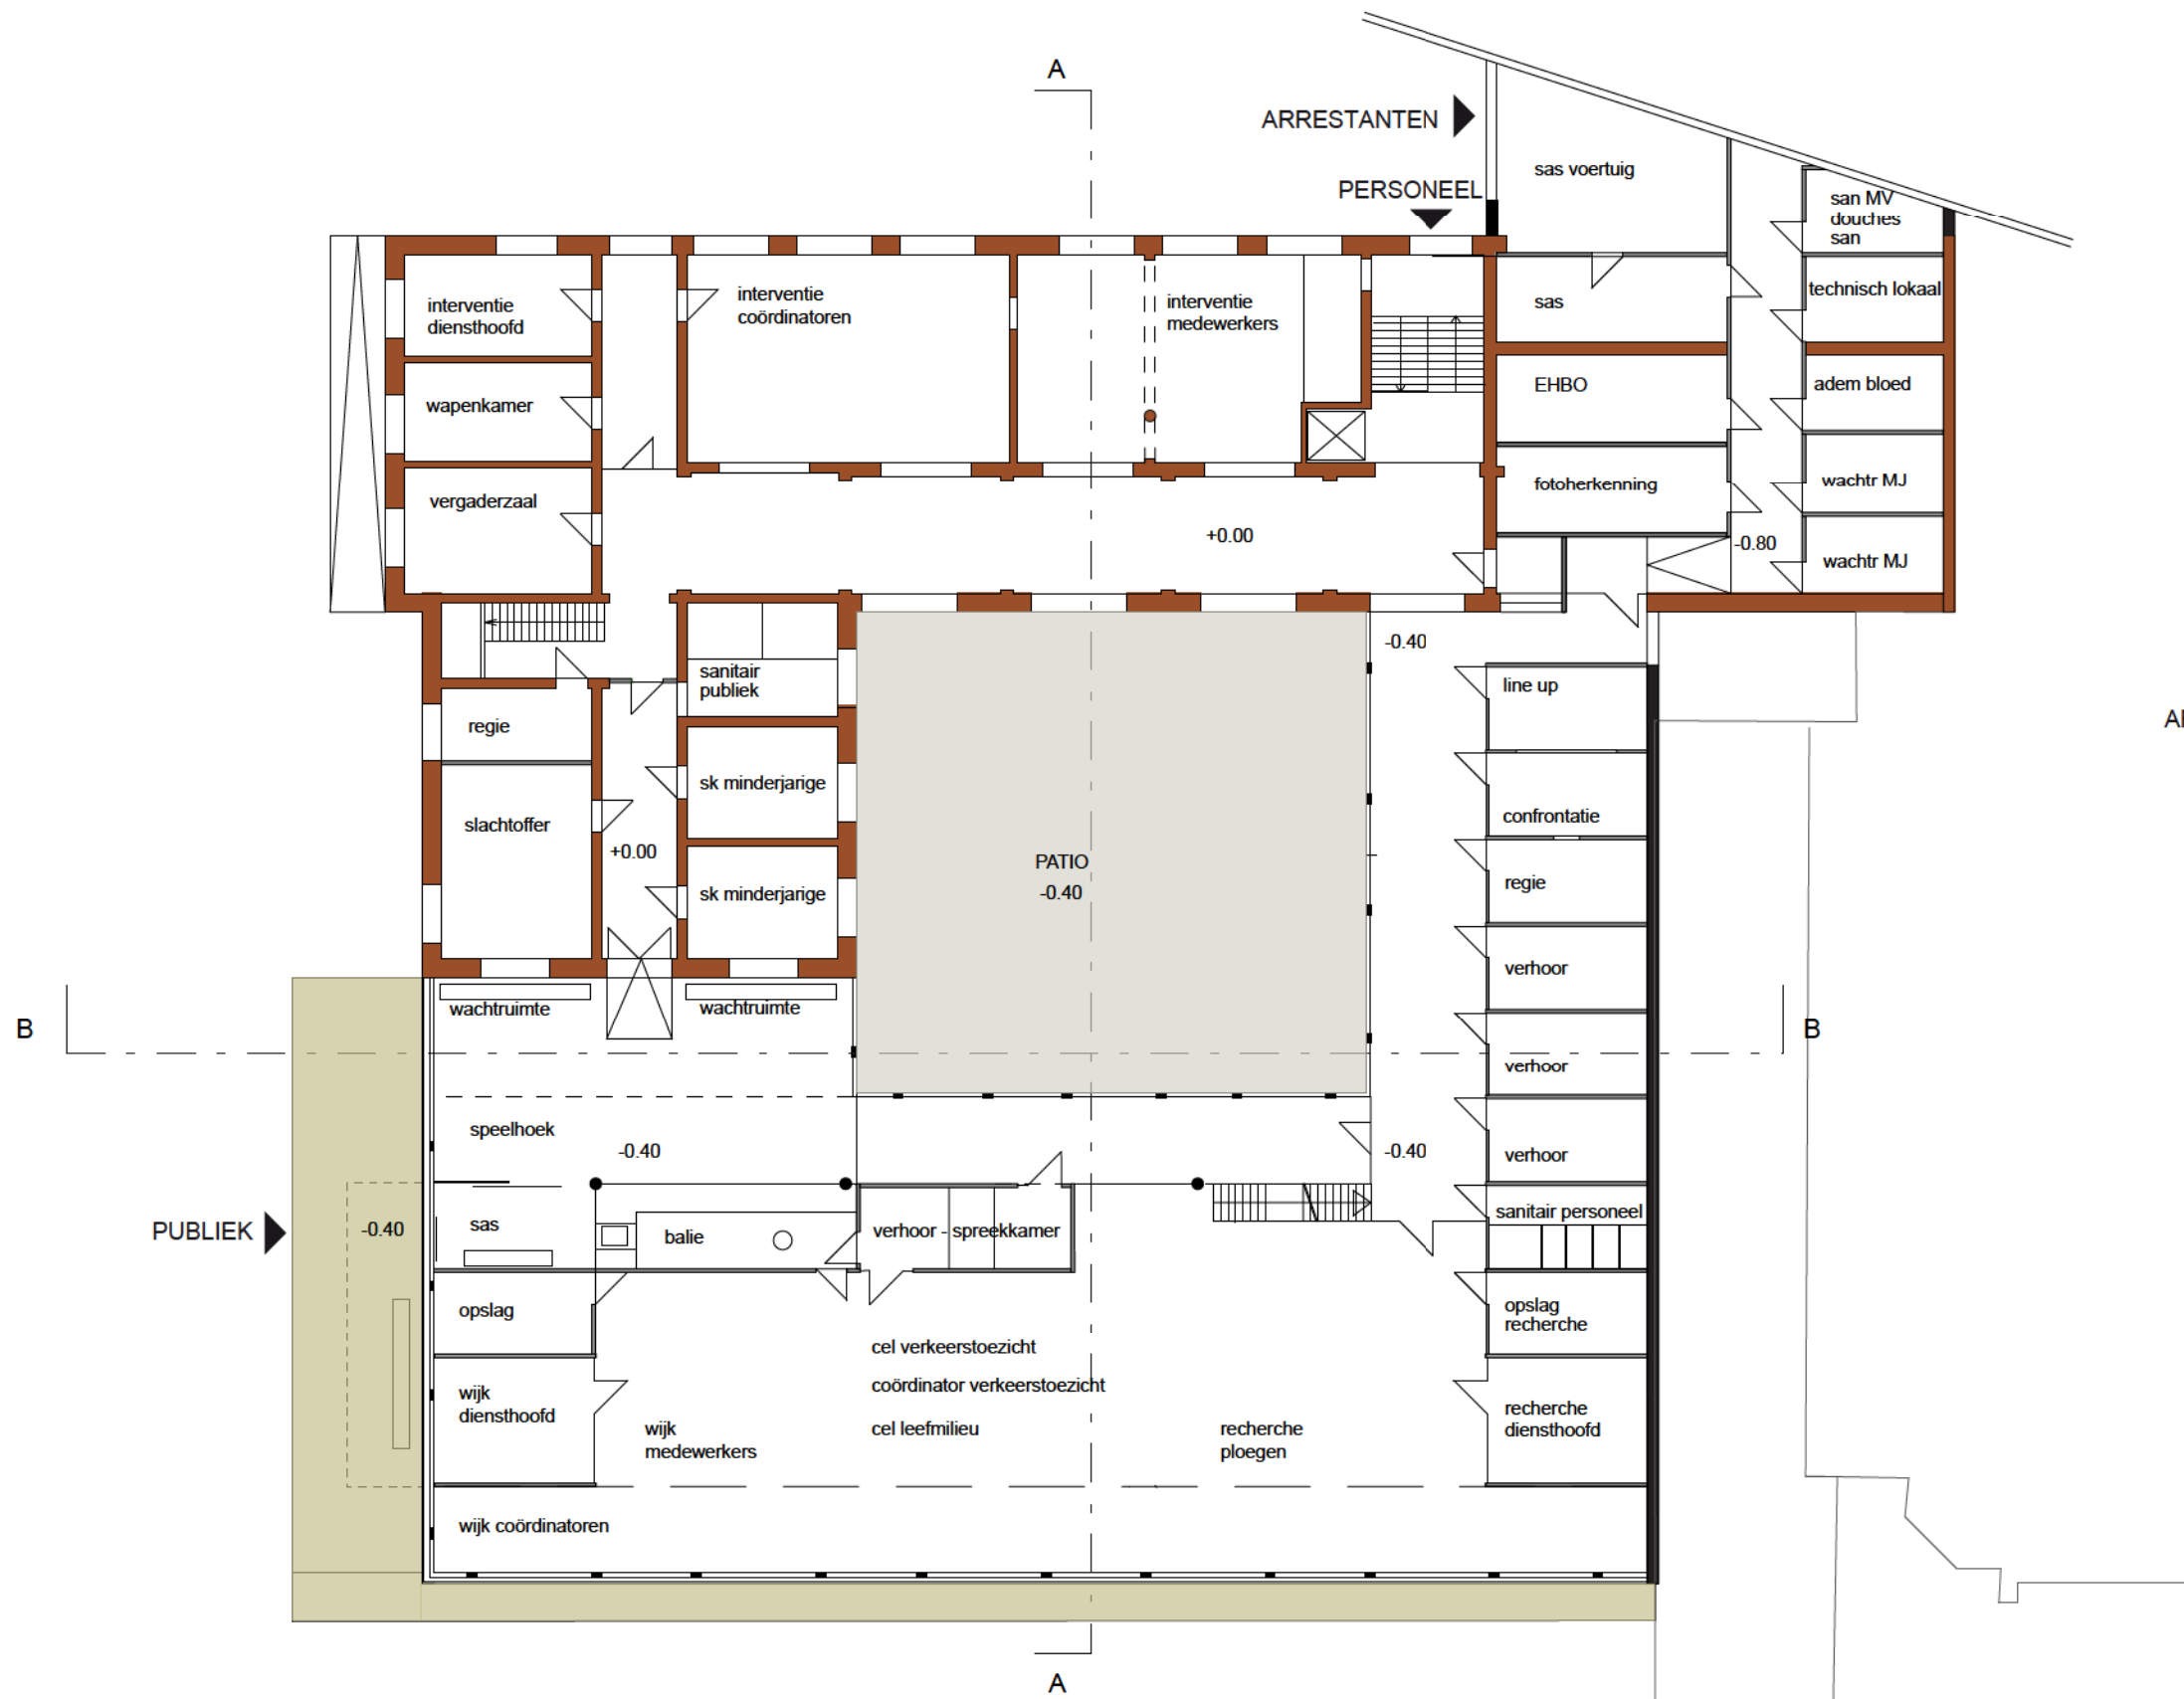 A
ARRESTANTEN
PERSONEEL
sas voertuig
san MV
douches
san
interventie
diensthoofd
interventie
coördinatoren
interventie
medewerkers
sas
technisch lokaal
wapenkamer
EHBO
adem bloed
vergaderzaal
fotoherkenning
wachtr MJ
+0.00
-0.80
wachtr MJ
-0.40
sanitair
publiek
line up
regie
sk minderjarige
slachtoffer
confrontatie
+0.00
PATIO
-0.40
sk minderjarige
regie
verhoor
wachtruimte
wachtruimte
B
B
verhoor
speelhoek
-0.40
-0.40
verhoor
PUBLIEK
-0.40
sas
balie
verhoor - spreekkamer
sanitair personeel
opslag
opslag
recherche
cel verkeerstoezicht
coördinator verkeerstoezicht
cel leefmilieu
wijk
diensthoofd
wijk
medewerkers
recherche
ploegen
recherche
diensthoofd
wijk coördinatoren
A